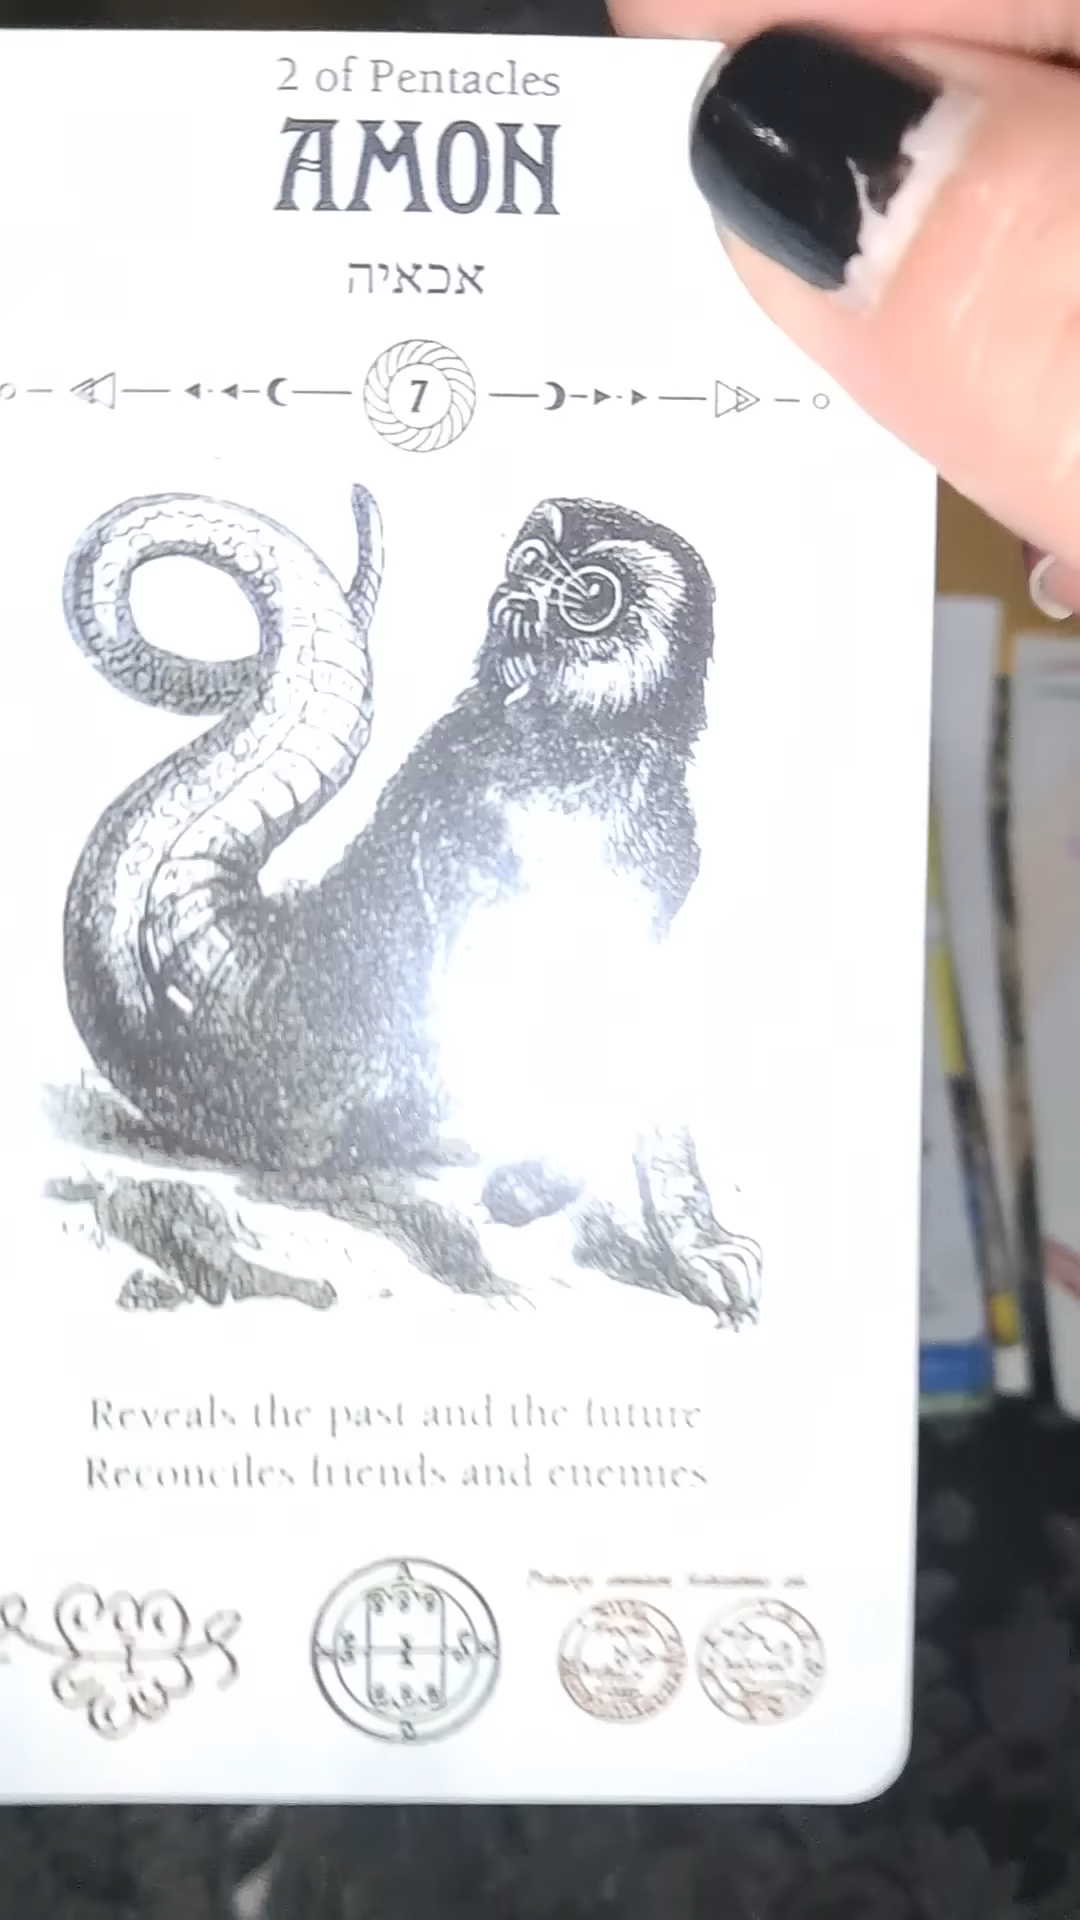 2 of Pentacles
AMON
אכאיה
7
Reveals the past and the future
Reconciles friends and enemies